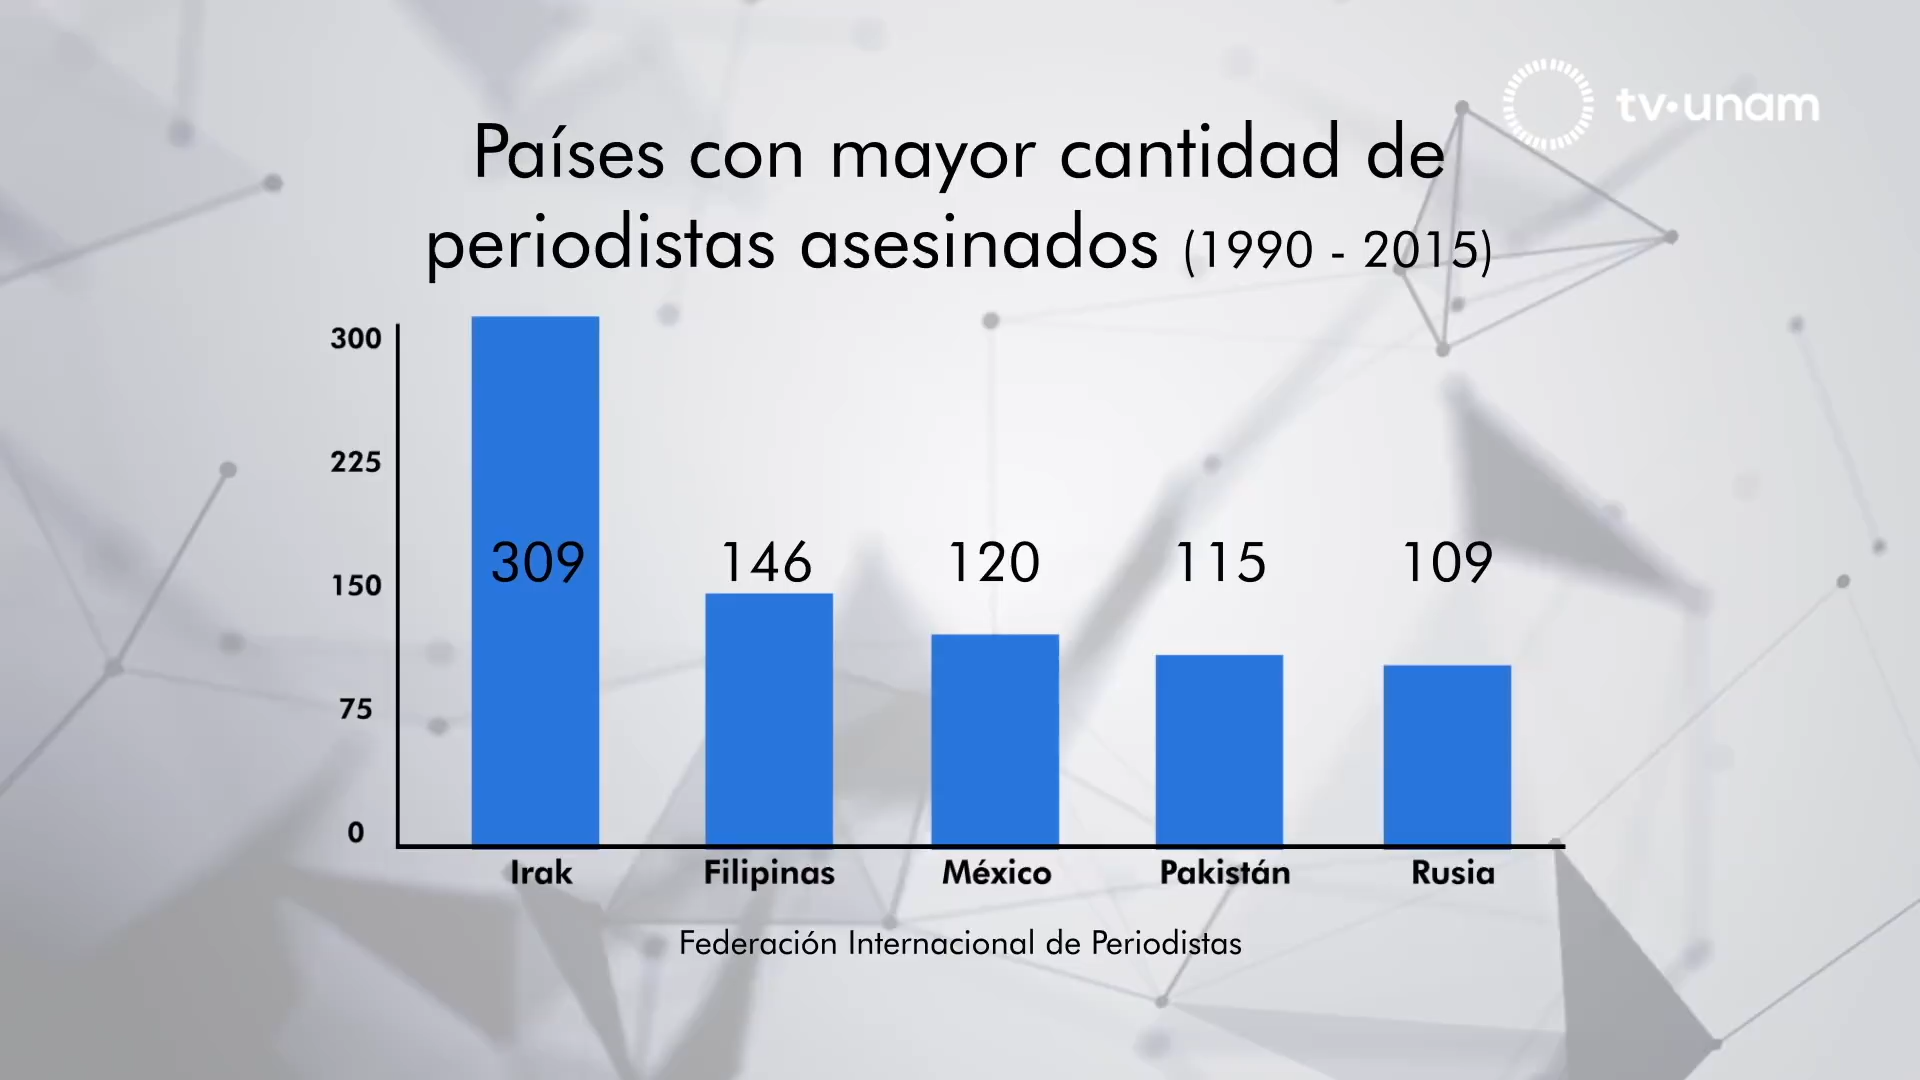 tv·unam
Países con mayor cantidad de
periodistas asesinados (1990 - 2015)
300
225
150
75
0
309
146
120
115
109
Irak
Filipinas
México
Pakistán
Rusia
Federación Internacional de Periodistas